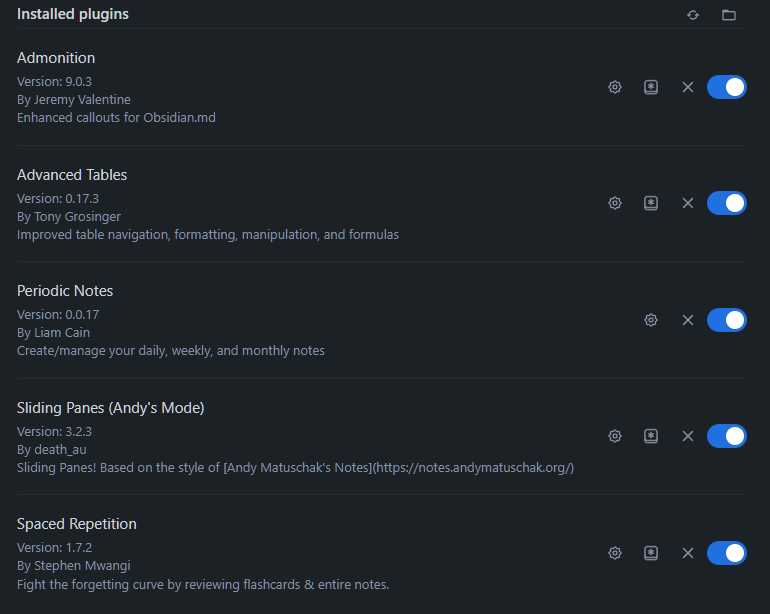 Installed plugins
Admonition
Version: 9.0.3
By Jeremy Valentine
Enhanced callouts for Obsidian.md
Advanced Tables
Version: 0.17.3
By Tony Grosinger
Improved table navigation, formatting, manipulation, and formulas
Periodic Notes
Version: 0.0.17
By Liam Cain
Create/manage your daily, weekly, and monthly notes
Sliding Panes (Andy's Mode)
Version: 3.2.3
By death_au
Sliding Panes! Based on the style of [Andy Matuschak's Notes](https://notes.andymatuschak.org/)
Spaced Repetition
Version: 1.7.2
By Stephen Mwangi
Fight the forgetting curve by reviewing flashcards & entire notes.